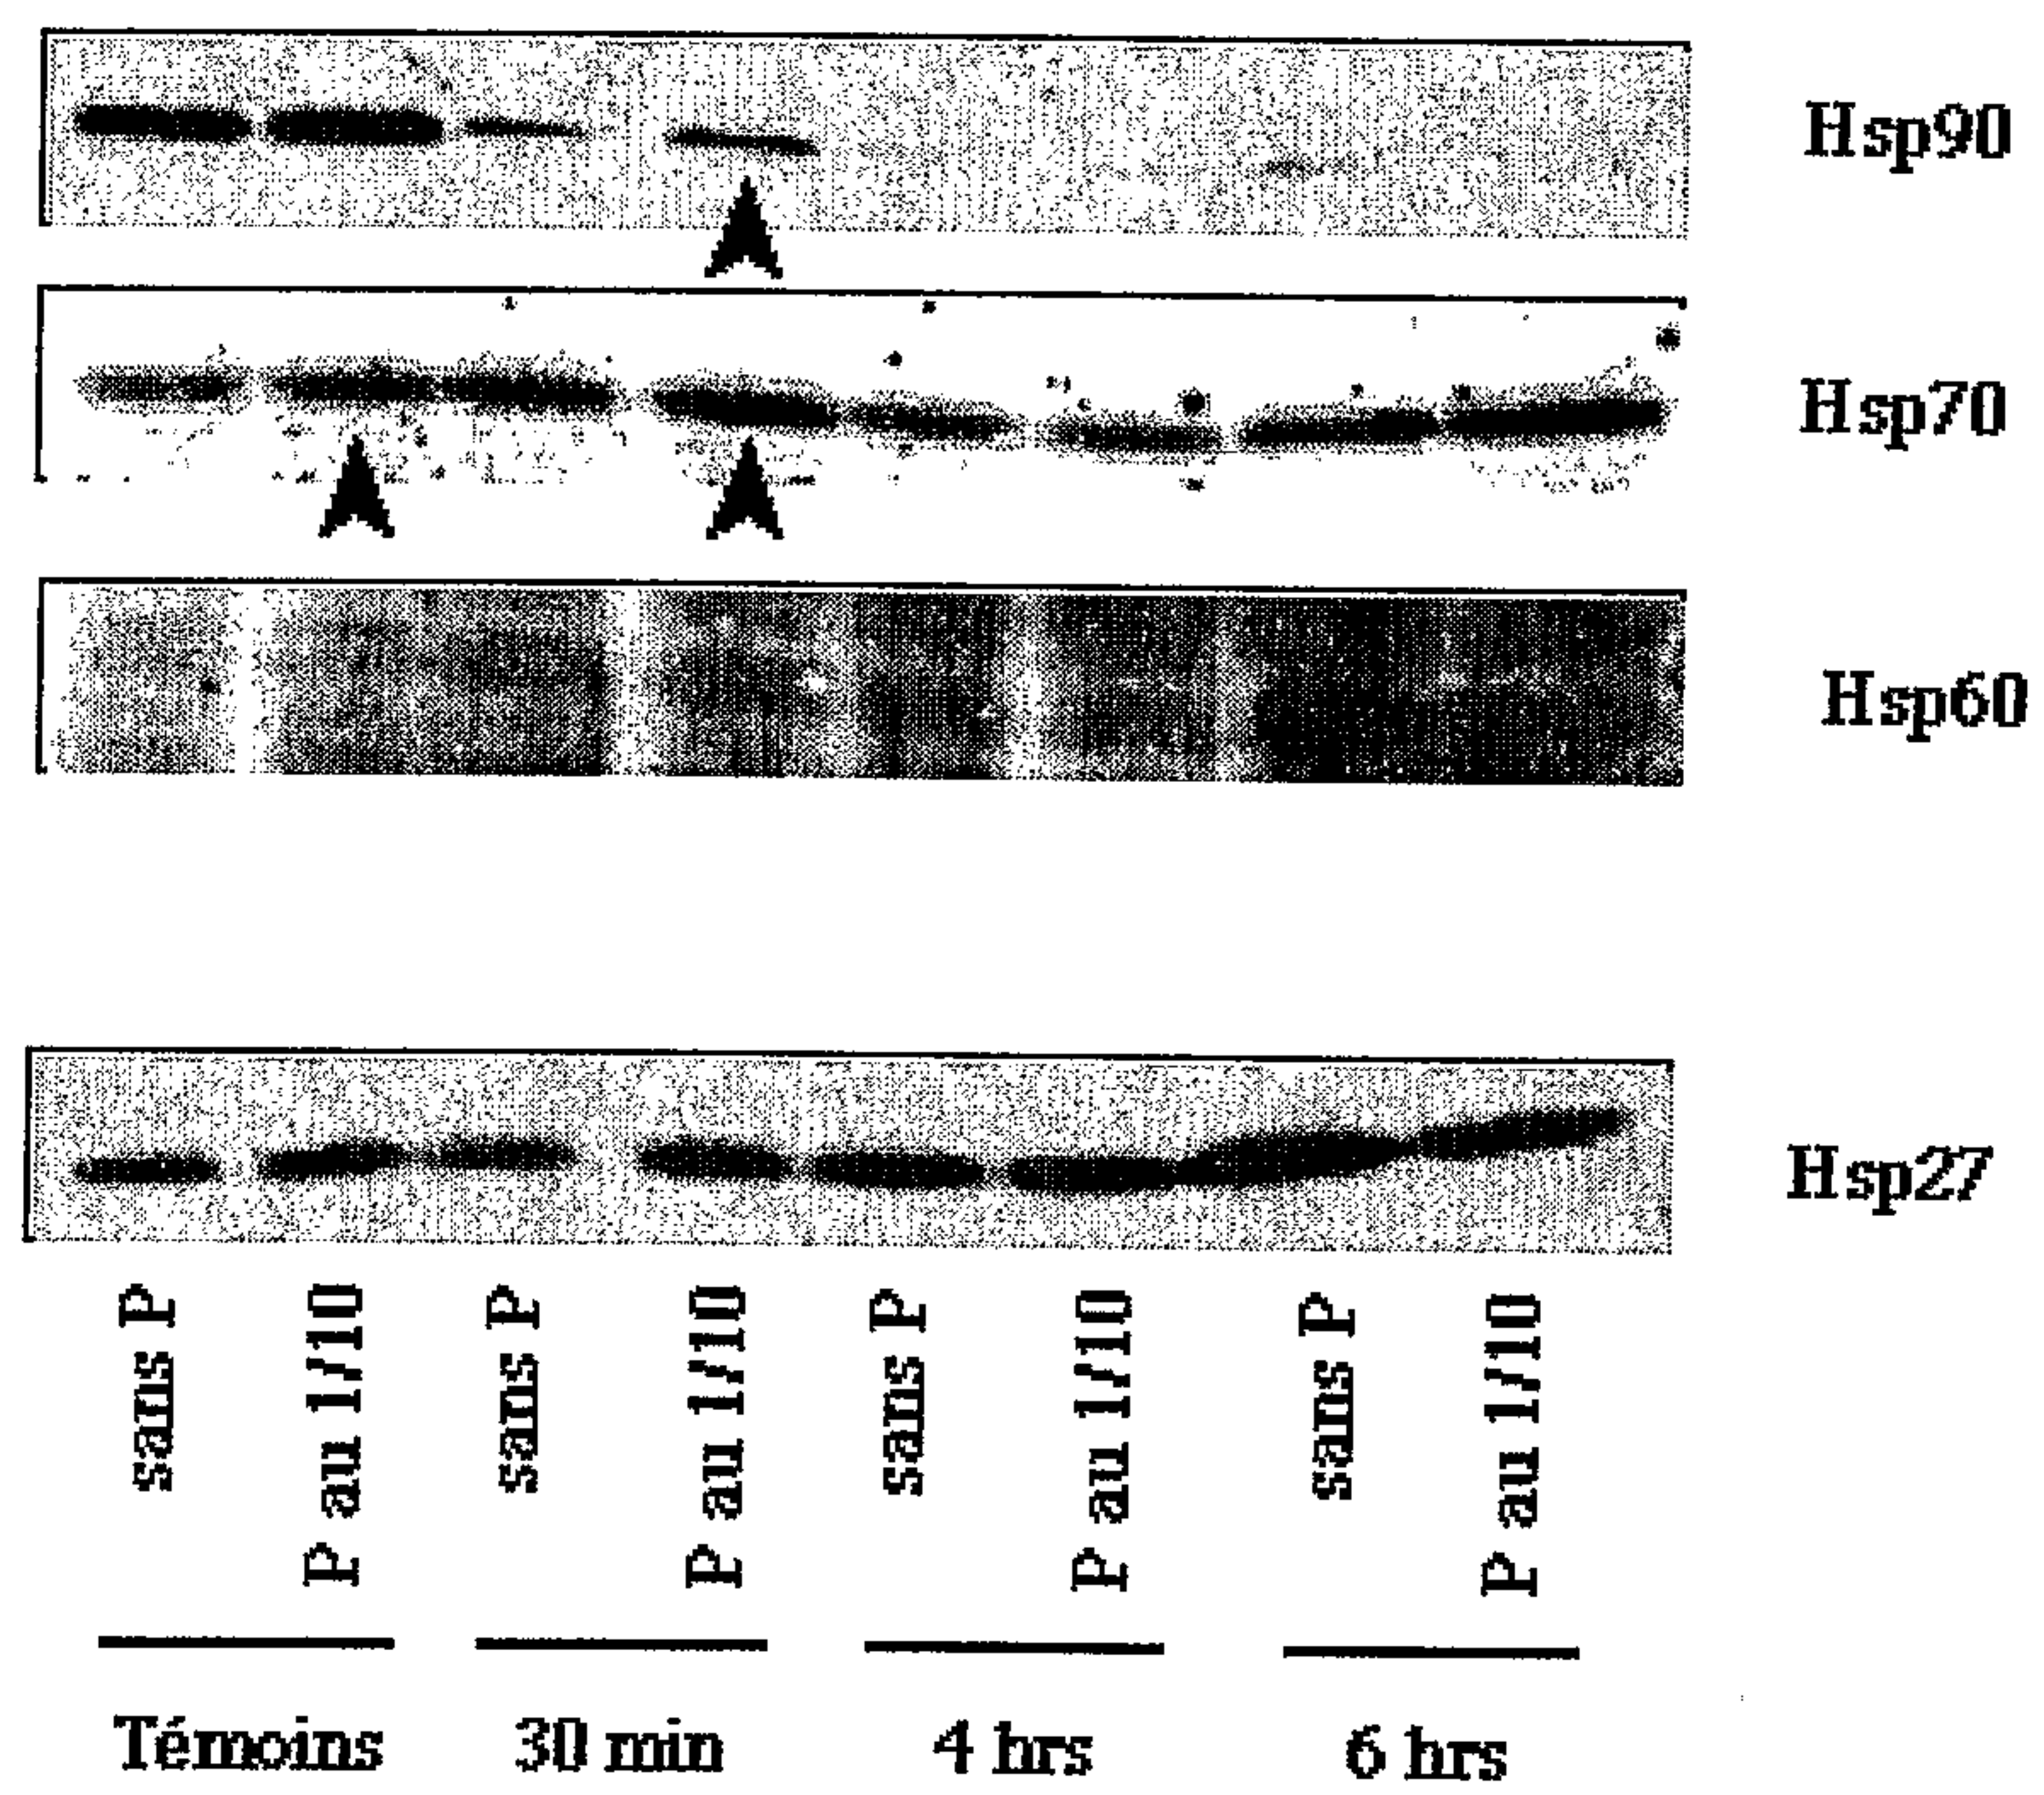 Hsp90
Hsp70
Hsp60
Hsp27
sans P
P au 1/10
sans P
P au 1/10
sans P
P au 1/10
sans P
P au 1/10
Témoins
30 min
4 hrs
6 hrs